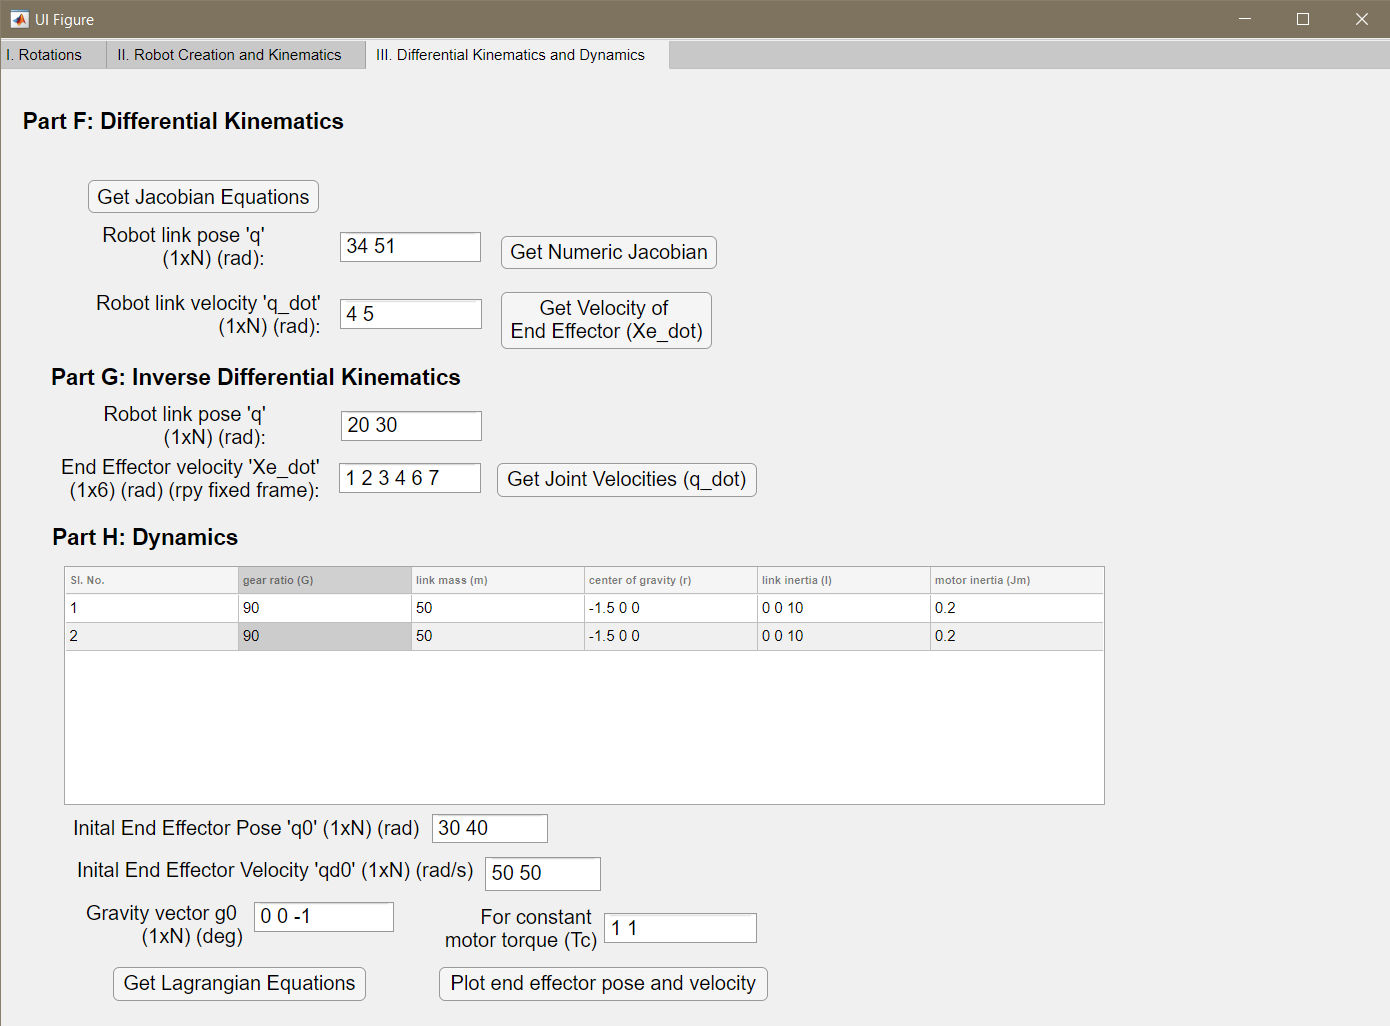 UI Figure
I. Rotations
II. Robot Creation and Kinematics
III. Differential Kinematics and Dynamics
Part F: Differential Kinematics
Get Jacobian Equations
Robot link pose 'q'
(1xN) (rad):
34 51
Get Numeric Jacobian
Robot link velocity 'q_dot'
(1xN) (rad):
4 5
Get Velocity of
End Effector (Xe_dot)
Part G: Inverse Differential Kinematics
Robot link pose 'q'
(1xN) (rad):
20 30
End Effector velocity 'Xe_dot'
(1x6) (rad) (rpy fixed frame):
1 2 3 4 6 7
Get Joint Velocities (q_dot)
Part H: Dynamics
Sl. No. gear ratio (G) link mass (m) center of gravity (r) link inertia (I) motor inertia (Jm)
1 90 50 -1.5 0 0 0 0 10 0.2
2 90 50 -1.5 0 0 0 0 10 0.2
Inital End Effector Pose 'q0' (1xN) (rad)
30 40
Inital End Effector Velocity 'qd0' (1xN) (rad/s)
50 50
Gravity vector g0
(1xN) (deg)
0 0 -1
For constant
motor torque (Tc)
1 1
Get Lagrangian Equations
Plot end effector pose and velocity